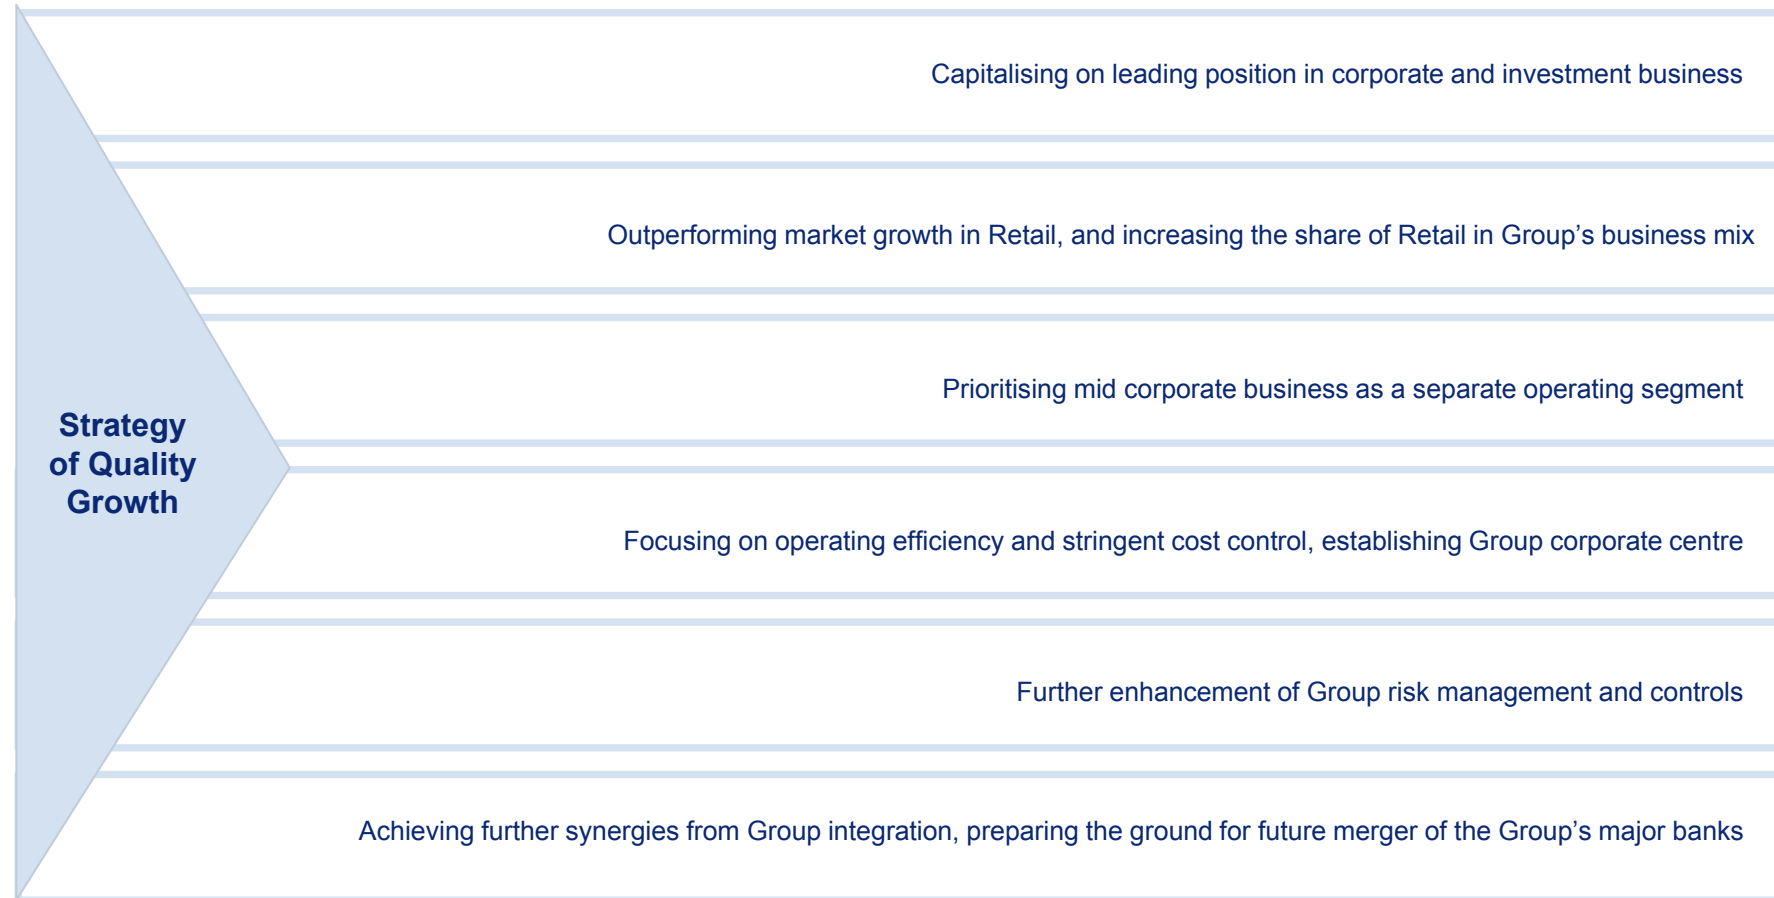 Capitalising on leading position in corporate and investment business
Outperforming market growth in Retail, and increasing the share of Retail in Group’s business mix
Prioritising mid corporate business as a separate operating segment
Strategy
of Quality
Growth
Focusing on operating efficiency and stringent cost control, establishing Group corporate centre
Further enhancement of Group risk management and controls
Achieving further synergies from Group integration, preparing the ground for future merger of the Group’s major banks